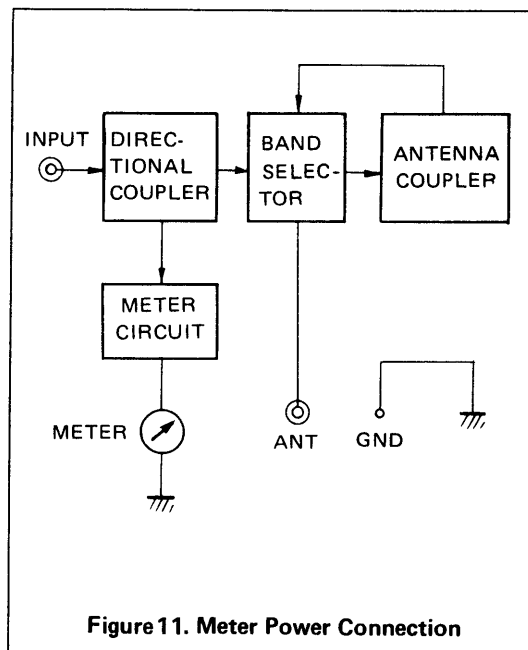 INPUT
DIREC-
TIONAL
COUPLER
BAND
SELEC-
TOR
ANTENNA
COUPLER
METER
CIRCUIT
METER
ANT
GND
Figure 11. Meter Power Connection